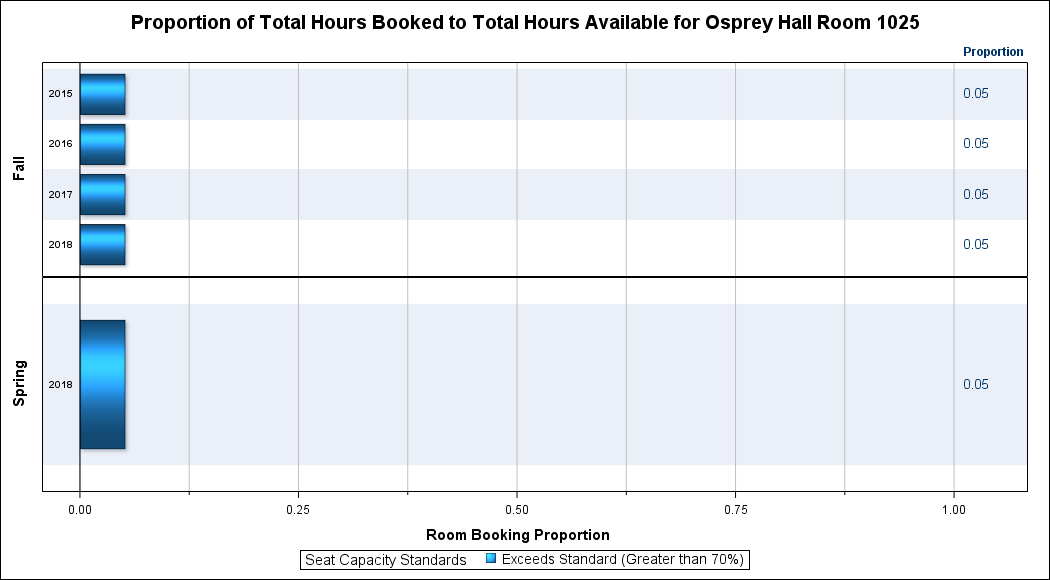 Proportion of Total Hours Booked to Total Hours Available for Osprey Hall Room 1025
Proportion
Fall
2015 0.05
2016 0.05
2017 0.05
2018 0.05
Spring
2018 0.05
0.00 0.25 0.50 0.75 1.00
Room Booking Proportion
Seat Capacity Standards Exceeds Standard (Greater than 70%)